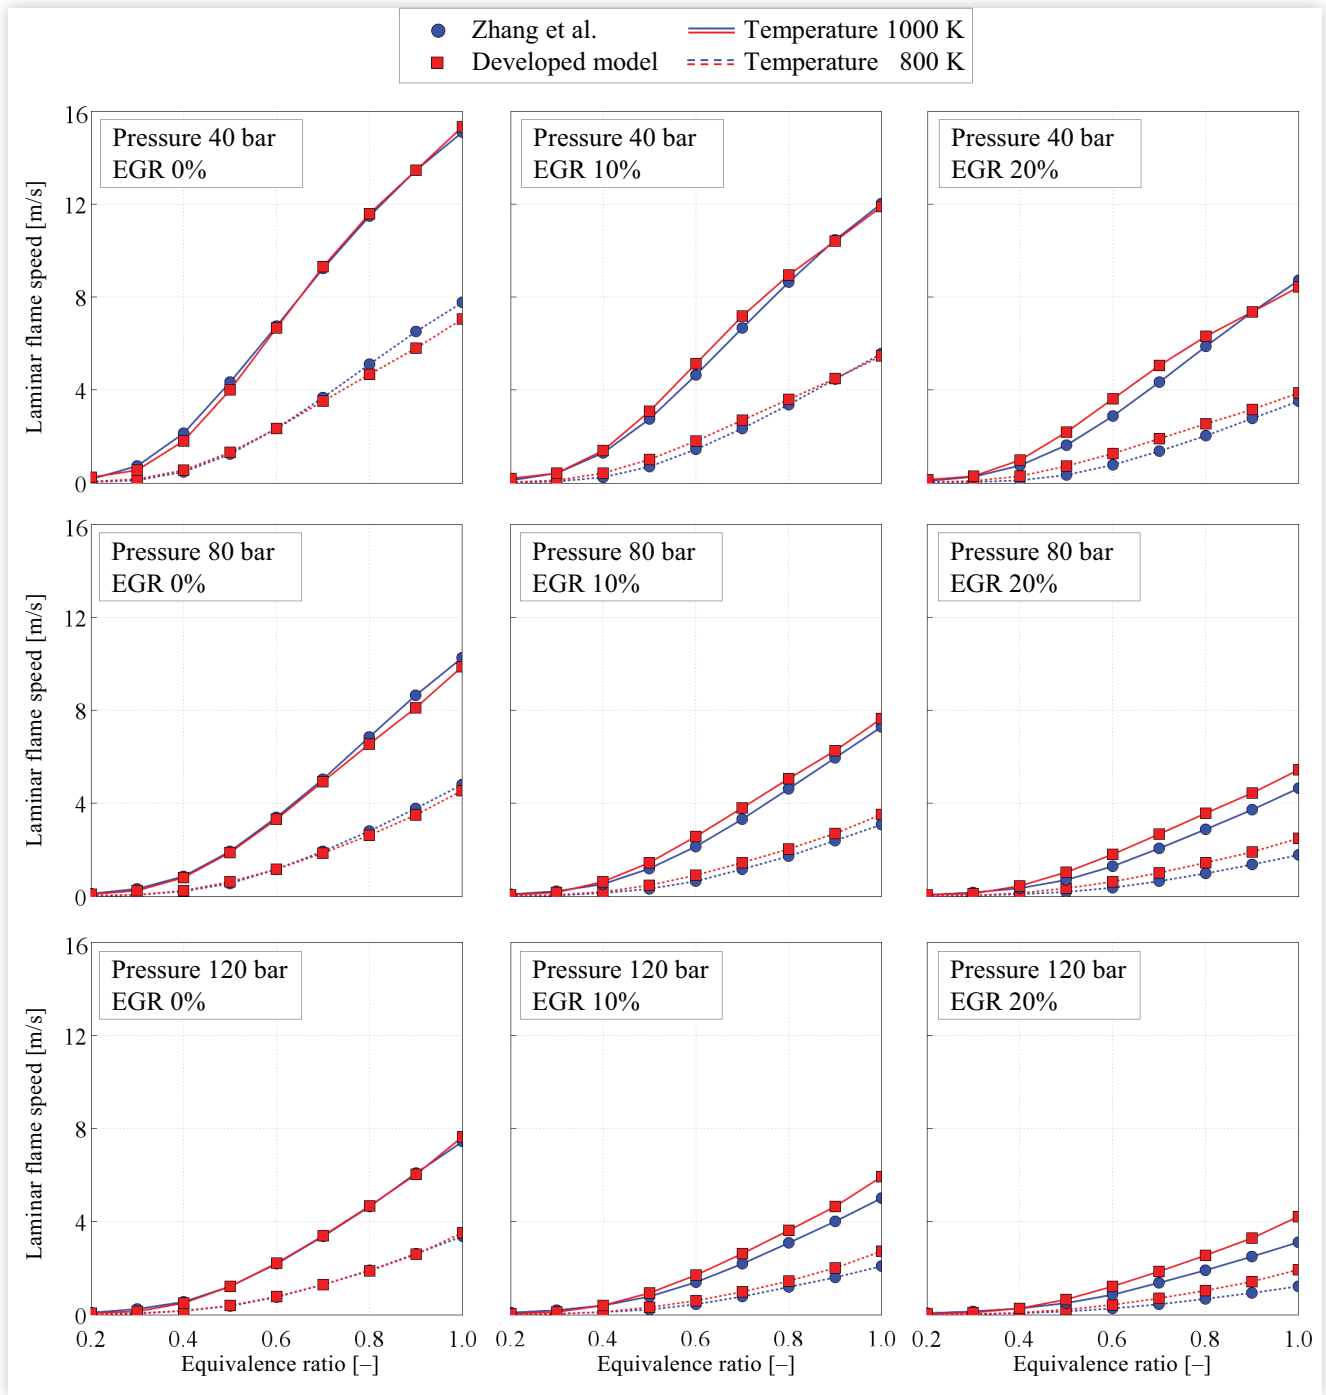 Zhang et al.
Temperature 1000 K
Developed model
Temperature 800 K
Pressure 40 bar
EGR 0%
Pressure 40 bar
EGR 10%
Pressure 40 bar
EGR 20%
Laminar flame speed [m/s]
16
12
8
4
0
Pressure 80 bar
EGR 0%
Pressure 80 bar
EGR 10%
Pressure 80 bar
EGR 20%
Laminar flame speed [m/s]
16
12
8
4
0
Pressure 120 bar
EGR 0%
Pressure 120 bar
EGR 10%
Pressure 120 bar
EGR 20%
Laminar flame speed [m/s]
16
12
8
4
0
0.2 0.4 0.6 0.8 1.0
0.2 0.4 0.6 0.8 1.0
0.2 0.4 0.6 0.8 1.0
Equivalence ratio [–]
Equivalence ratio [–]
Equivalence ratio [–]